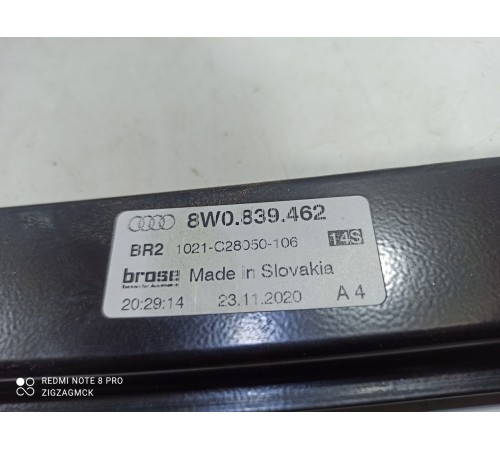 8W0.839.462
BR2 1021-C28050-106 14S
brose Made in Slovakia
20:29:14 23.11.2020 A4
REDMI NOTE 8 PRO
ZIGZAGMCK